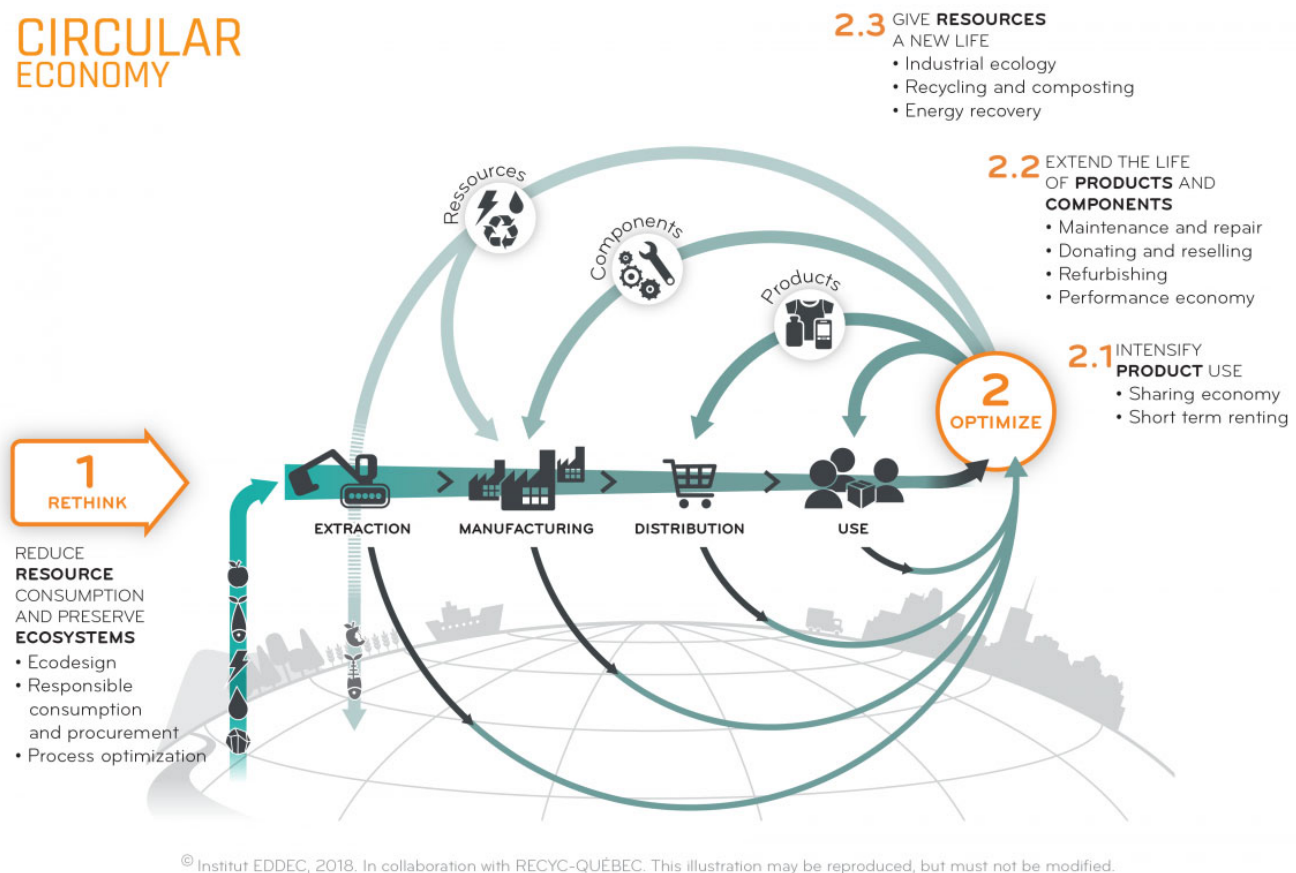 CIRCULAR
ECONOMY
2.3 GIVE RESOURCES
A NEW LIFE
• Industrial ecology
• Recycling and composting
• Energy recovery
2.2 EXTEND THE LIFE
OF PRODUCTS AND
COMPONENTS
• Maintenance and repair
• Donating and reselling
• Refurbishing
• Performance economy
2.1 INTENSIFY
PRODUCT USE
• Sharing economy
• Short term renting
Ressources
Components
Products
2
OPTIMIZE
1
RETHINK
REDUCE
RESOURCE
CONSUMPTION
AND PRESERVE
ECOSYSTEMS
• Ecodesign
• Responsible
consumption
and procurement
• Process optimization
EXTRACTION
MANUFACTURING
DISTRIBUTION
USE
© Institut EDDEC, 2018. In collaboration with RECYC-QUÉBEC. This illustration may be reproduced, but must not be modified.